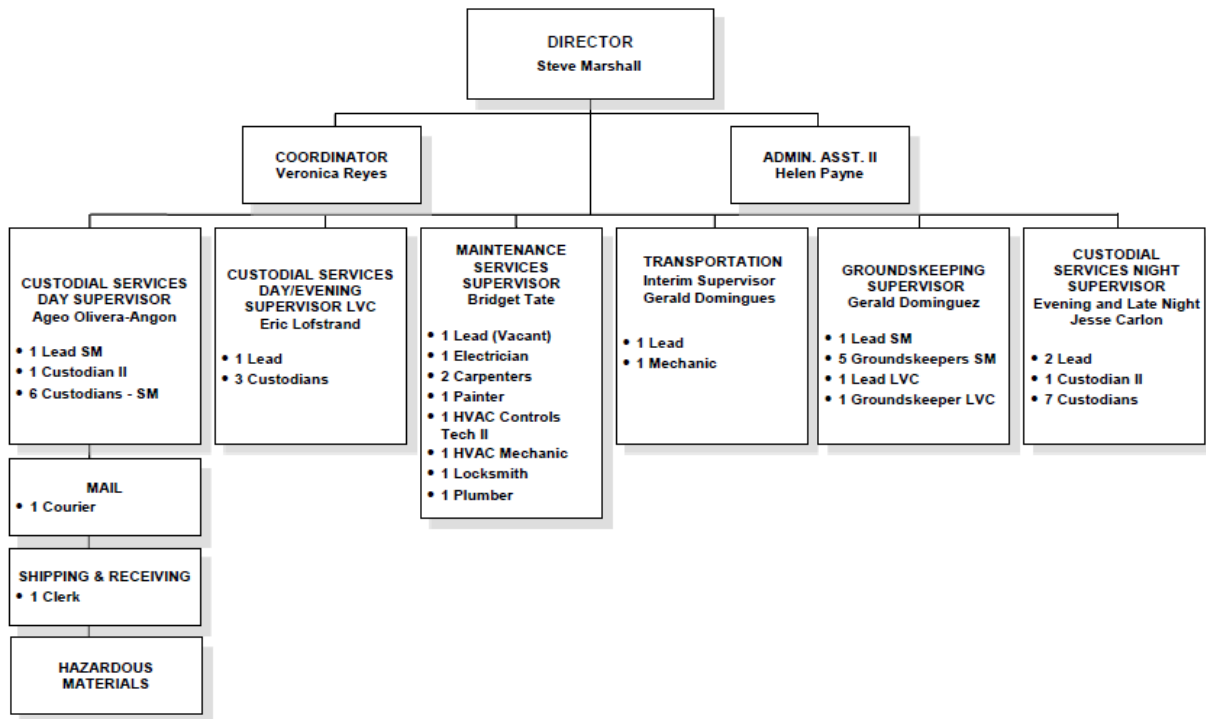 DIRECTOR
Steve Marshall
COORDINATOR
Veronica Reyes
ADMIN. ASST. II
Helen Payne
CUSTODIAL SERVICES
DAY SUPERVISOR
Ageo Olivera-Angon
• 1 Lead SM
• 1 Custodian II
• 6 Custodians - SM
CUSTODIAL SERVICES
DAY/EVENING
SUPERVISOR LVC
Eric Lofstrand
• 1 Lead
• 3 Custodians
MAINTENANCE
SERVICES
SUPERVISOR
Bridget Tate
• 1 Lead (Vacant)
• 1 Electrician
• 2 Carpenters
• 1 Painter
• 1 HVAC Controls
Tech II
• 1 HVAC Mechanic
• 1 Locksmith
• 1 Plumber
TRANSPORTATION
Interim Supervisor
Gerald Domingues
• 1 Lead
• 1 Mechanic
GROUNDSKEEPING
SUPERVISOR
Gerald Dominguez
• 1 Lead SM
• 5 Groundskeepers SM
• 1 Lead LVC
• 1 Groundskeeper LVC
CUSTODIAL
SERVICES NIGHT
SUPERVISOR
Evening and Late Night
Jesse Carlon
• 2 Lead
• 1 Custodian II
• 7 Custodians
MAIL
• 1 Courier
SHIPPING & RECEIVING
• 1 Clerk
HAZARDOUS
MATERIALS